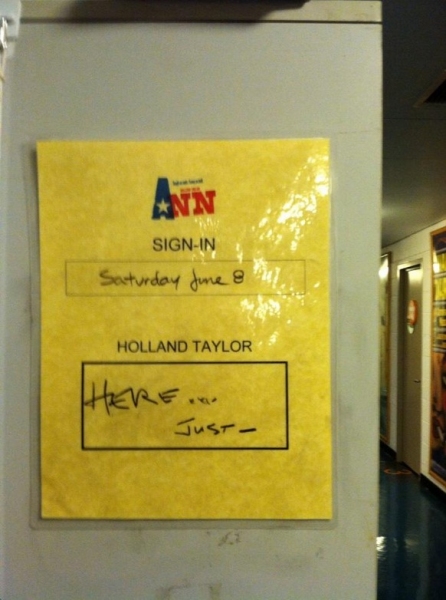 ANN
SIGN-IN
Saturday June 8
HOLLAND TAYLOR
HERE....
JUST —